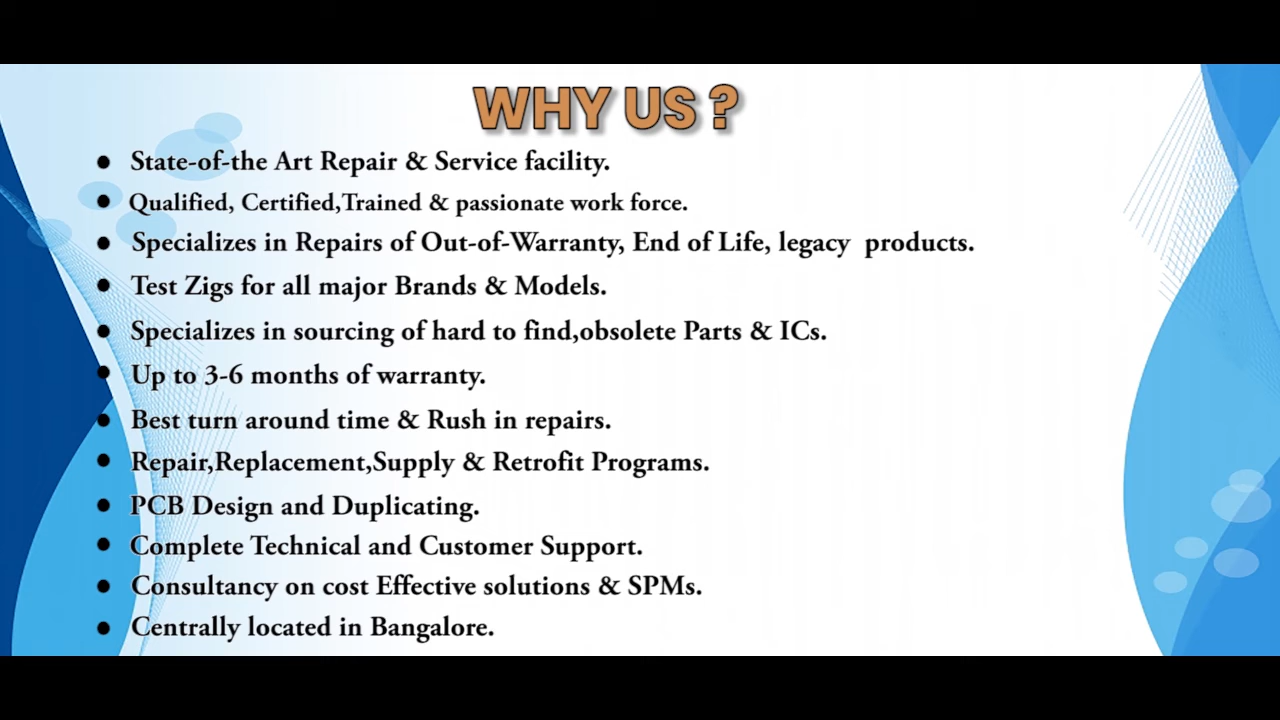 WHY US ?
● State-of-the Art Repair & Service facility.
● Qualified, Certified,Trained & passionate work force.
● Specializes in Repairs of Out-of-Warranty, End of Life, legacy  products.
● Test Zigs for all major Brands & Models.
● Specializes in sourcing of hard to find,obsolete Parts & ICs.
● Up to 3-6 months of warranty.
● Best turn around time & Rush in repairs.
● Repair,Replacement,Supply & Retrofit Programs.
● PCB Design and Duplicating.
● Complete Technical and Customer Support.
● Consultancy on cost Effective solutions & SPMs.
● Centrally located in Bangalore.